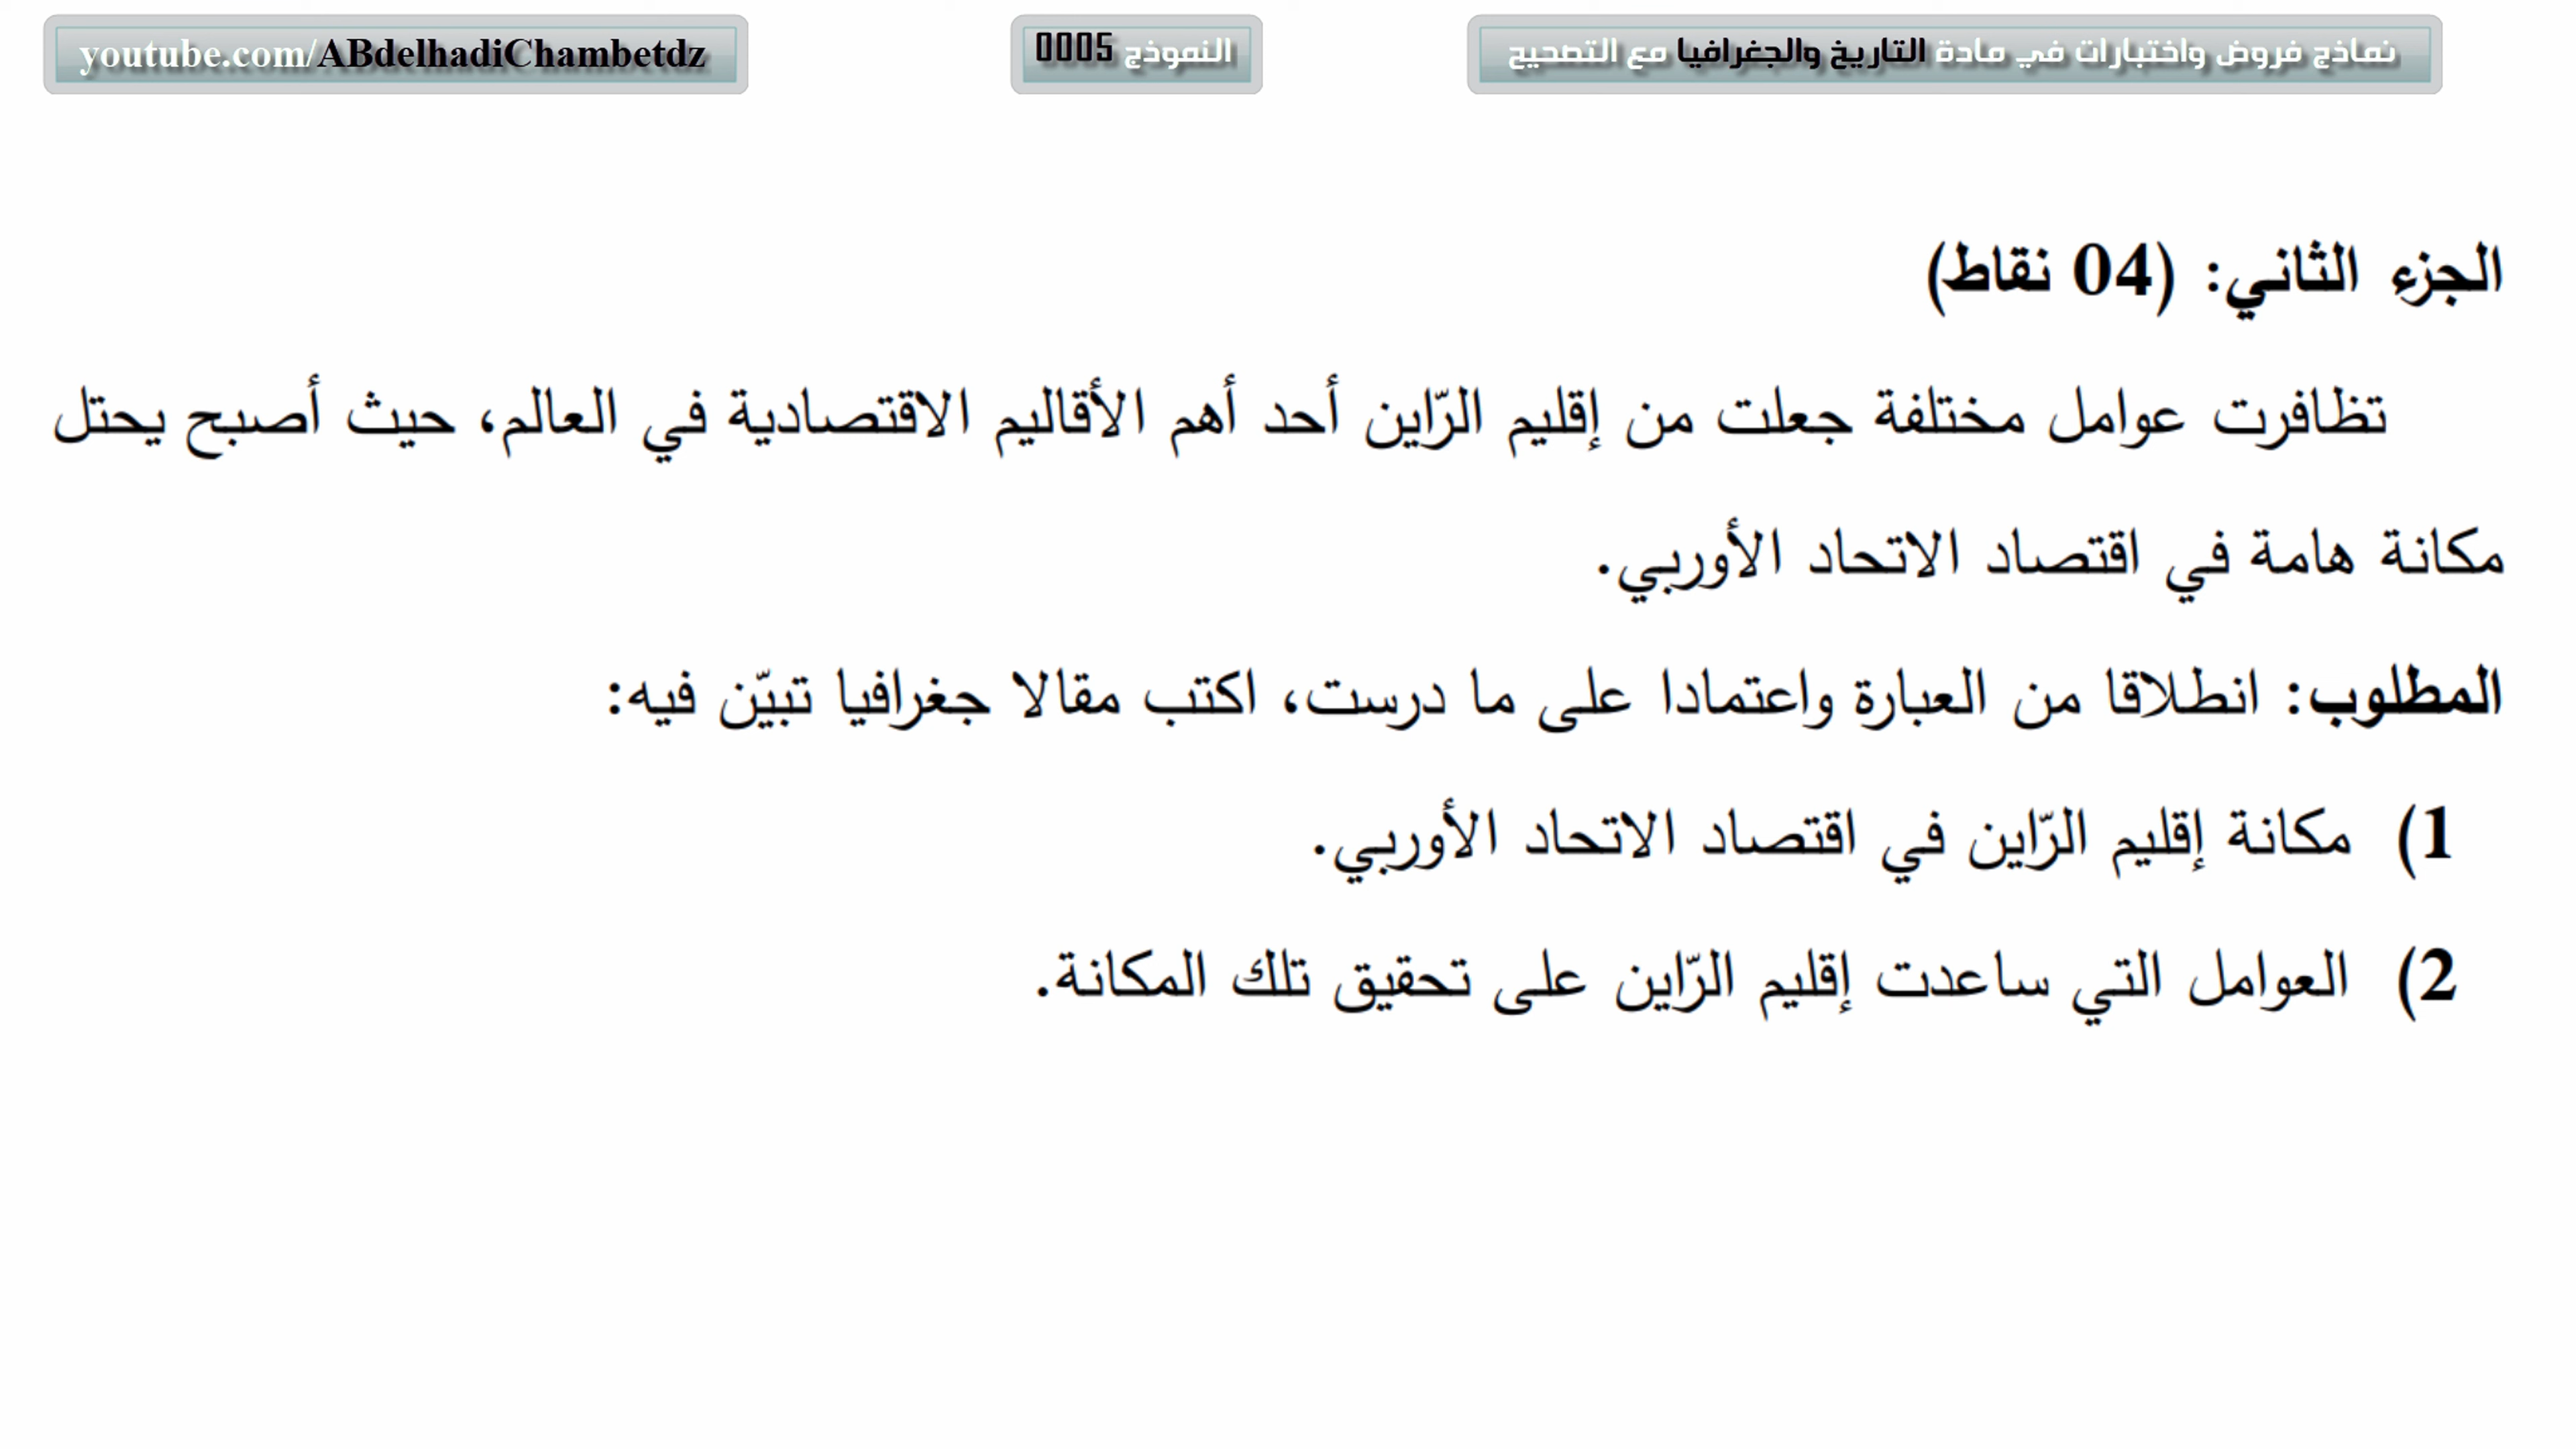 نماذج فروض واختبارات في مادة التاريخ والجغرافيا مع التصحيح
النموذج 0005
youtube.com/ABdelhadiChambetdz
الجزء الثاني: (04 نقاط)
تظافرت عوامل مختلفة جعلت من إقليم الرّاين أحد أهم الأقاليم الاقتصادية في العالم، حيث أصبح يحتل
مكانة هامة في اقتصاد الاتحاد الأوربي.
المطلوب: انطلاقا من العبارة واعتمادا على ما درست، اكتب مقالا جغرافيا تبيّن فيه:
1) مكانة إقليم الرّاين في اقتصاد الاتحاد الأوربي.
2) العوامل التي ساعدت إقليم الرّاين على تحقيق تلك المكانة.